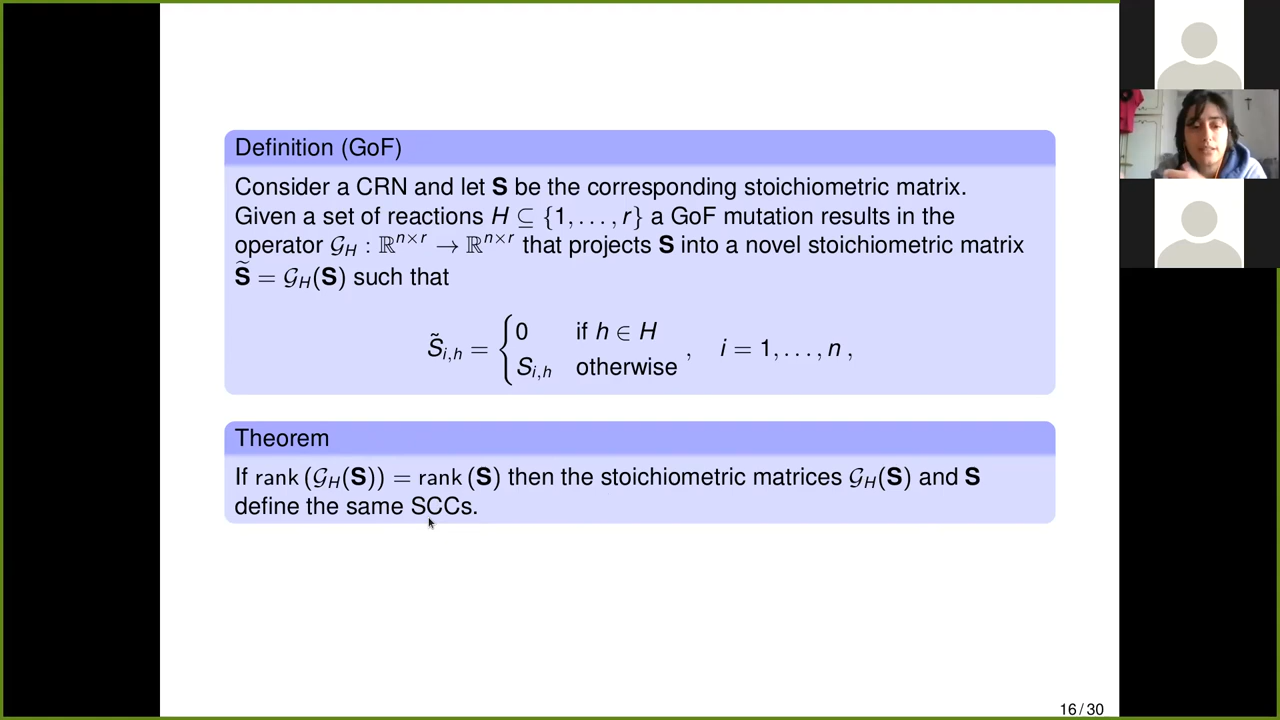 Definition (GoF)
Consider a CRN and let S be the corresponding stoichiometric matrix.
Given a set of reactions H ⊆ {1, . . . , r} a GoF mutation results in the
operator 𝒢_H : ℝ^{n×r} → ℝ^{n×r} that projects S into a novel stoichiometric matrix
S̃ = 𝒢_H(S) such that
S̃_{i,h} = { 0 if h ∈ H
S_{i,h} otherwise , i = 1, . . . , n ,
Theorem
If rank (𝒢_H(S)) = rank (S) then the stoichiometric matrices 𝒢_H(S) and S
define the same SCCs.
16 / 30